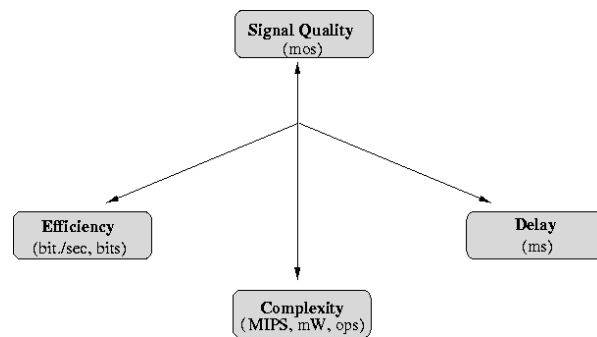 Signal Quality
(mos)
Efficiency
(bit./sec, bits)
Delay
(ms)
Complexity
(MIPS, mW, ops)